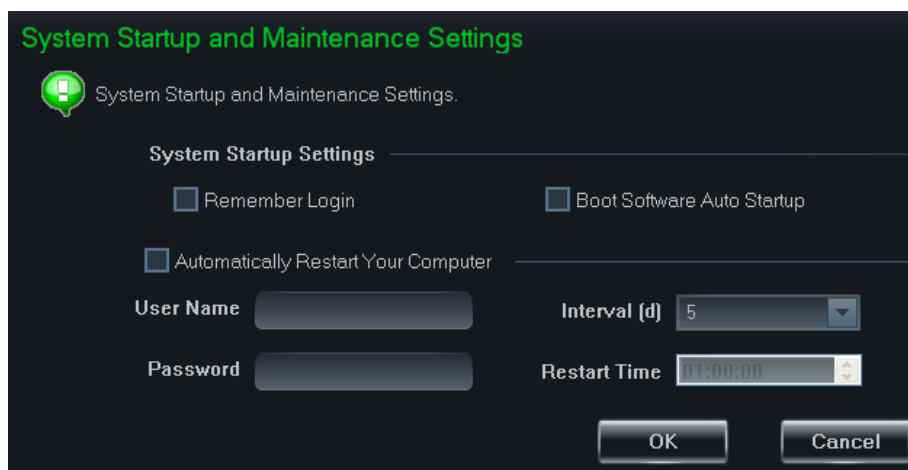 System Startup and Maintenance Settings
System Startup and Maintenance Settings.
System Startup Settings
Remember Login
Boot Software Auto Startup
Automatically Restart Your Computer
User Name
Interval (d) 5
Password
Restart Time 01:00:00
OK Cancel